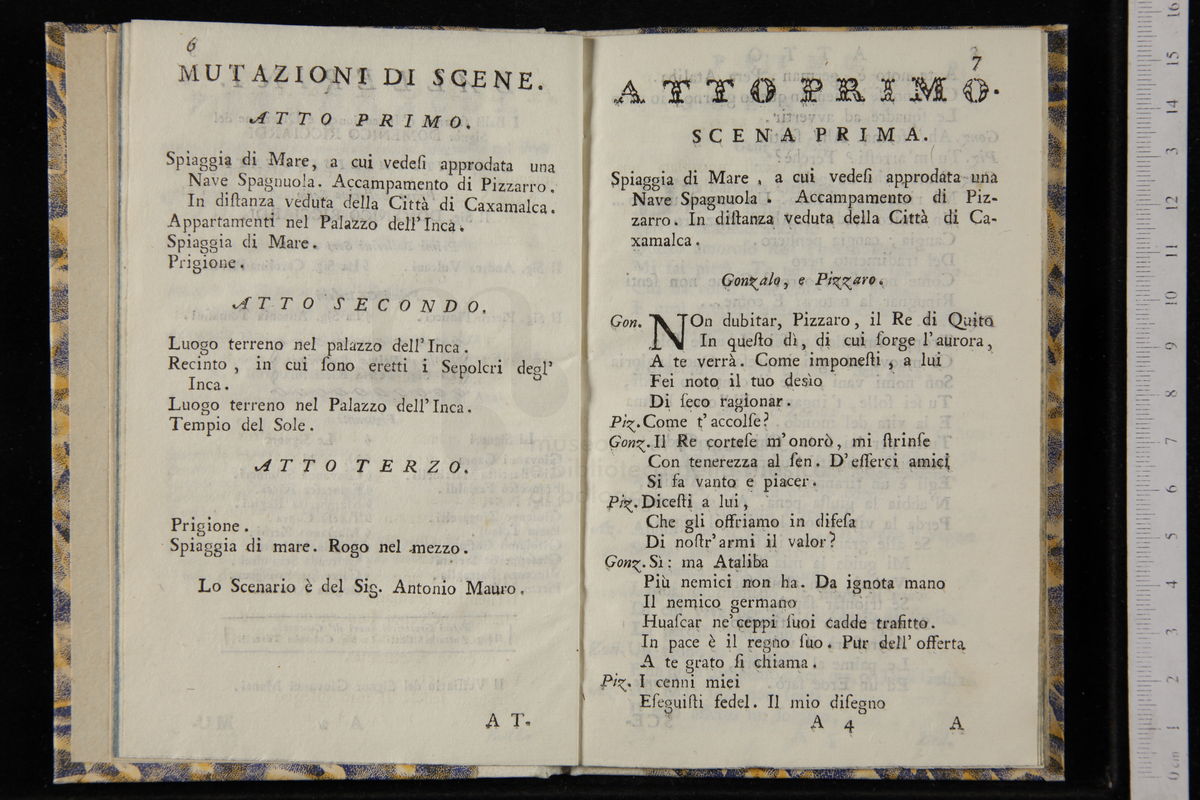 6
MUTAZIONI DI SCENE.
ATTO PRIMO.
Spiaggia di Mare, a cui vedeſi approdata una
Nave Spagnuola. Accampamento di Pizzarro.
In diſtanza veduta della Città di Caxamalca.
Appartamenti nel Palazzo dell' Inca.
Spiaggia di Mare.
Prigione.
ATTO SECONDO.
Luogo terreno nel palazzo dell' Inca.
Recinto, in cui ſono eretti i Sepolcri degl'
Inca.
Luogo terreno nel Palazzo dell' Inca.
Tempio del Sole.
ATTO TERZO.
Prigione.
Spiaggia di mare. Rogo nel mezzo.
Lo Scenario è del Sig. Antonio Mauro.
A T-
7
ATTO PRIMO.
SCENA PRIMA.
Spiaggia di Mare, a cui vedeſi approdata una
Nave Spagnuola. Accampamento di Piz-
zarro. In diſtanza veduta della Città di Ca-
xamalca.
Gonzalo, e Pizzaro.
Gon. NOn dubitar, Pizzaro, il Re di Quito
In queſto dì, di cui ſorge l'aurora,
A te verrà. Come imponeſti, a lui
Fei noto il tuo desìo
Di ſeco ragionar.
Piz. Come t'accolſe?
Gonz. Il Re corteſe m'onorò, mi ſtrinſe
Con tenerezza al ſen. D'eſſerci amici
Si fa vanto e piacer.
Piz. Diceſti a lui,
Che gli offriamo in difeſa
Di noſtr'armi il valor?
Gonz. Sì: ma Ataliba
Più nemici non ha. Da ignota mano
Il nemico germano
Huaſcar ne'ceppi ſuoi cadde trafitto.
In pace è il regno ſuo. Pur dell' offerta
A te grato ſi chiama.
Piz. I cenni miei
Eſeguiſti fedel. Il mio diſegno
A 4 A